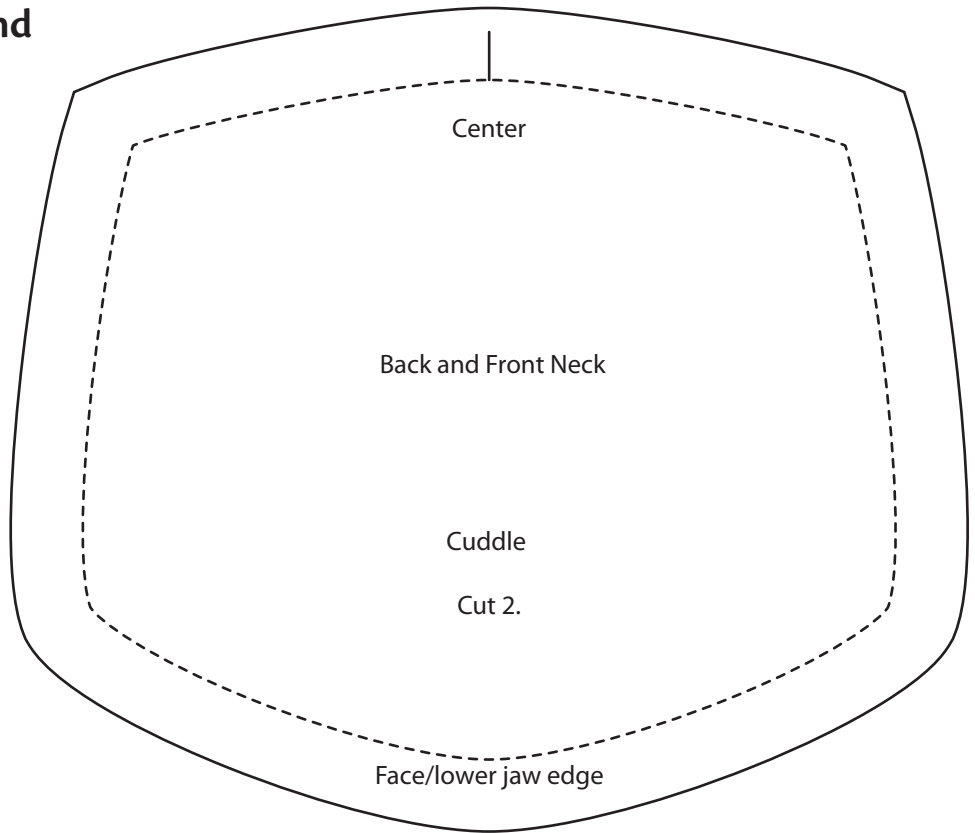 nd
Center
Back and Front Neck
Cuddle
Cut 2.
Face/lower jaw edge